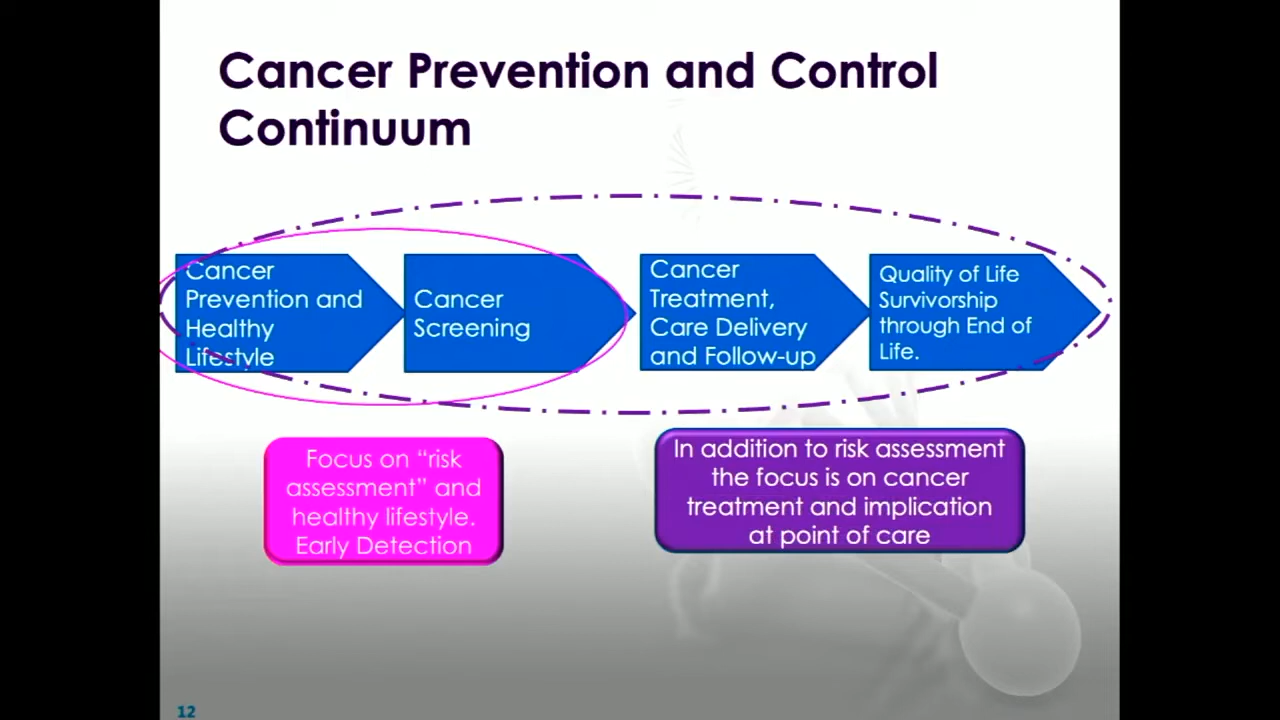 Cancer Prevention and Control
Continuum
Cancer
Prevention and
Healthy
Lifestyle
Cancer
Screening
Cancer
Treatment,
Care Delivery
and Follow-up
Quality of Life
Survivorship
through End of
Life.
Focus on “risk
assessment” and
healthy lifestyle.
Early Detection
In addition to risk assessment
the focus is on cancer
treatment and implication
at point of care
12